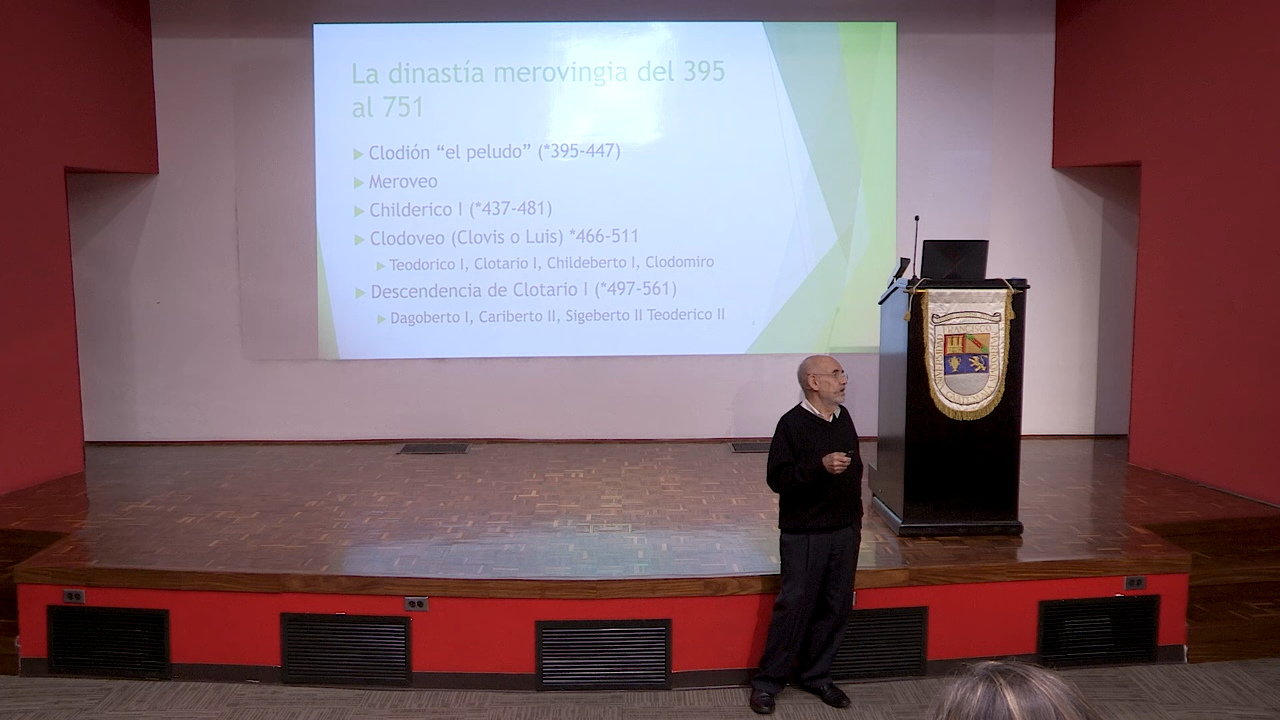 La dinastía merovingia del 395
al 751
Clodión “el peludo” (*395-447)
Meroveo
Childerico I (*437-481)
Clodoveo (Clovis o Luis) *466-511
Teodorico I, Clotario I, Childeberto I, Clodomiro
Descendencia de Clotario I (*497-561)
Dagoberto I, Cariberto II, Sigeberto II Teoderico II
FRANCISCO